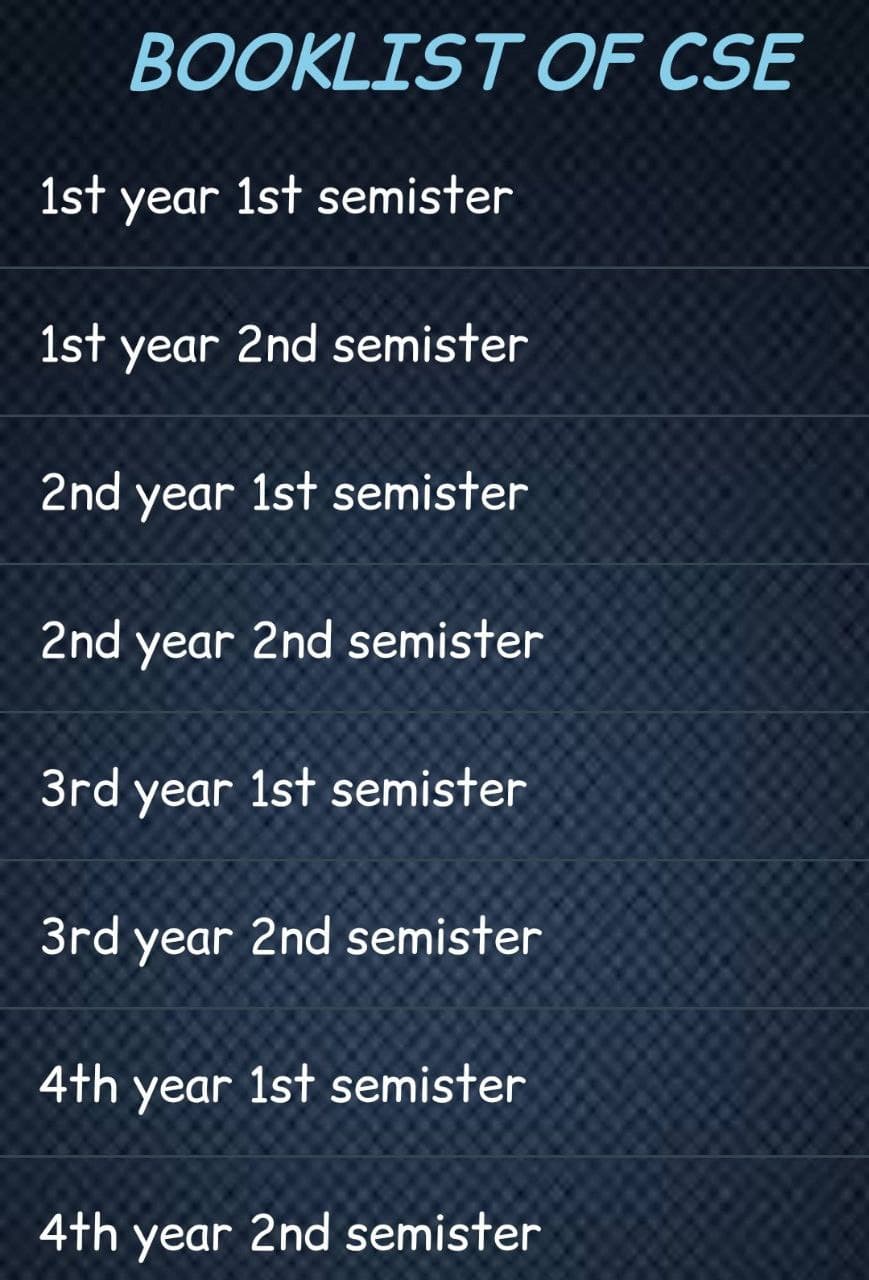 BOOKLIST OF CSE
1st year 1st semister
1st year 2nd semister
2nd year 1st semister
2nd year 2nd semister
3rd year 1st semister
3rd year 2nd semister
4th year 1st semister
4th year 2nd semister